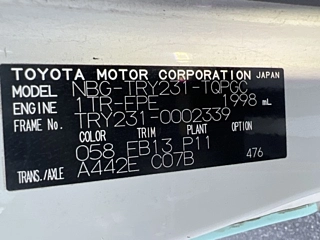 TOYOTA MOTOR CORPORATION JAPAN
MODEL NBG-TRY231-TQPGC
ENGINE 1TR-FPE 1998 mL
FRAME No. TRY231-0002339
COLOR TRIM PLANT OPTION
058 FB13 P11 476
TRANS./AXLE A442E C07B